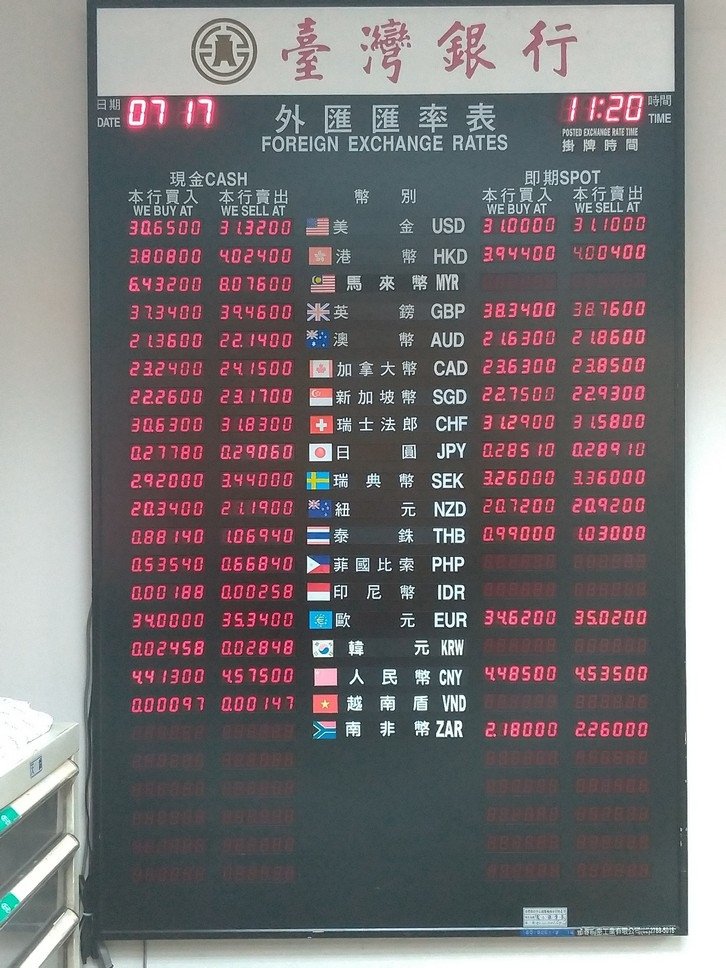 臺灣銀行
日期 DATE 07 17 外匯匯率表 FOREIGN EXCHANGE RATES 11:20 時間 TIME
POSTED EXCHANGE RATE TIME
掛牌時間
現金CASH 即期SPOT
本行買入 本行賣出 幣別 本行買入 本行賣出
WE BUY AT WE SELL AT WE BUY AT WE SELL AT
30.6500 31.3200 美金 USD 31.0000 31.1000
3.80800 4.02400 港幣 HKD 3.94400 4.00400
6.43200 8.07600 馬來幣 MYR
37.3400 39.4600 英鎊 GBP 38.3400 38.7600
21.3600 22.1400 澳幣 AUD 21.6300 21.8600
23.2400 24.1500 加拿大幣 CAD 23.6300 23.8500
22.2600 23.1700 新加坡幣 SGD 22.7500 22.9300
30.6300 31.8300 瑞士法郎 CHF 31.2900 31.5800
0.27780 0.29060 日圓 JPY 0.28510 0.28910
2.92000 3.44000 瑞典幣 SEK 3.26000 3.36000
20.3400 21.1900 紐元 NZD 20.7200 20.9200
0.88140 1.06940 泰銖 THB 0.99000 1.03000
0.53540 0.66840 菲國比索 PHP
0.00188 0.00258 印尼幣 IDR
34.0000 35.3400 歐元 EUR 34.6200 35.0200
0.02458 0.02848 韓元 KRW
4.41300 4.57500 人民幣 CNY 4.48500 4.53500
0.00097 0.00147 越南盾 VND
南非幣 ZAR 2.18000 2.26000